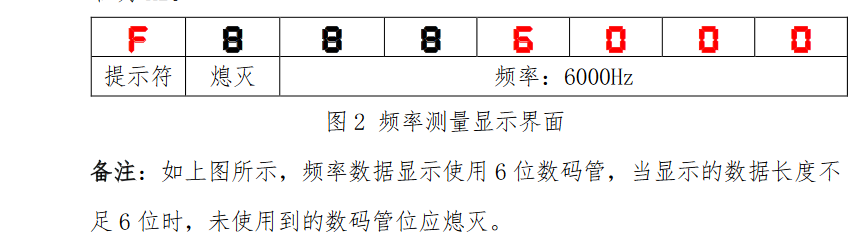 F 8 8 8 6 0 0 0
提示符 熄灭 频率：6000Hz
图 2 频率测量显示界面
备注：如上图所示，频率数据显示使用 6 位数码管，当显示的数据长度不
足 6 位时，未使用到的数码管位应熄灭。